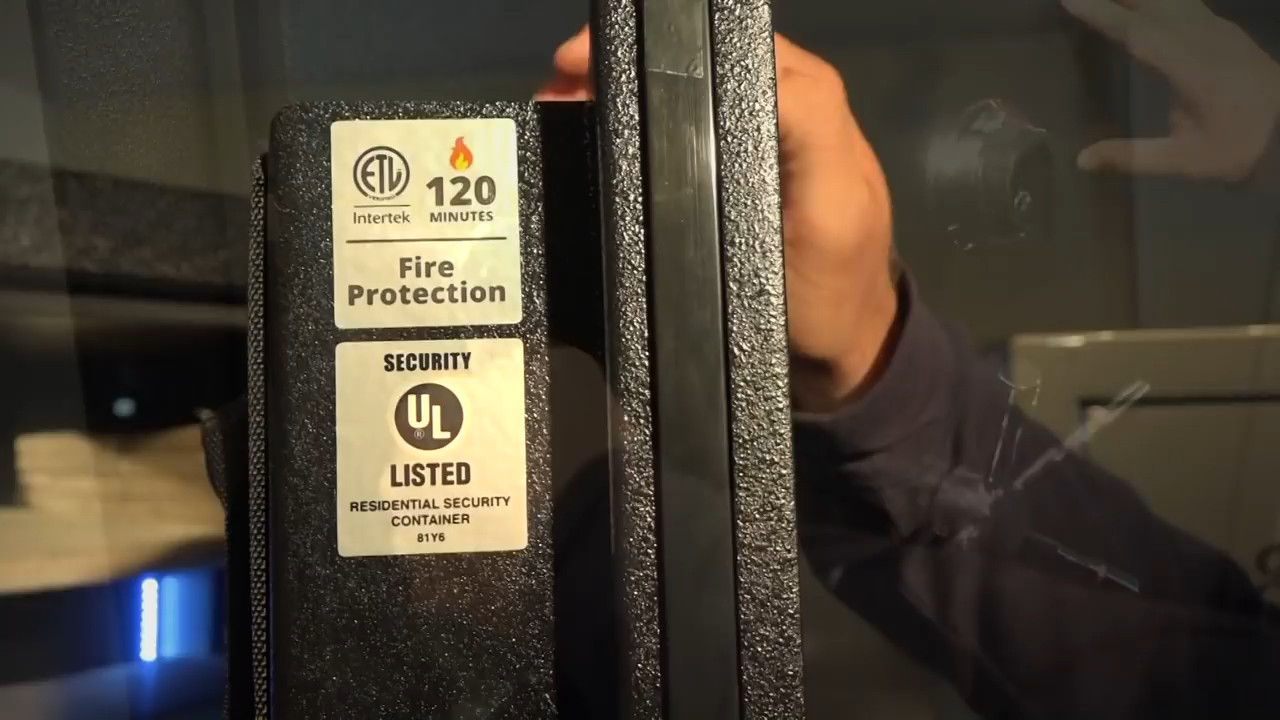 ETL
Intertek
120
MINUTES
Fire
Protection
SECURITY
UL
®
LISTED
RESIDENTIAL SECURITY
CONTAINER
81Y6